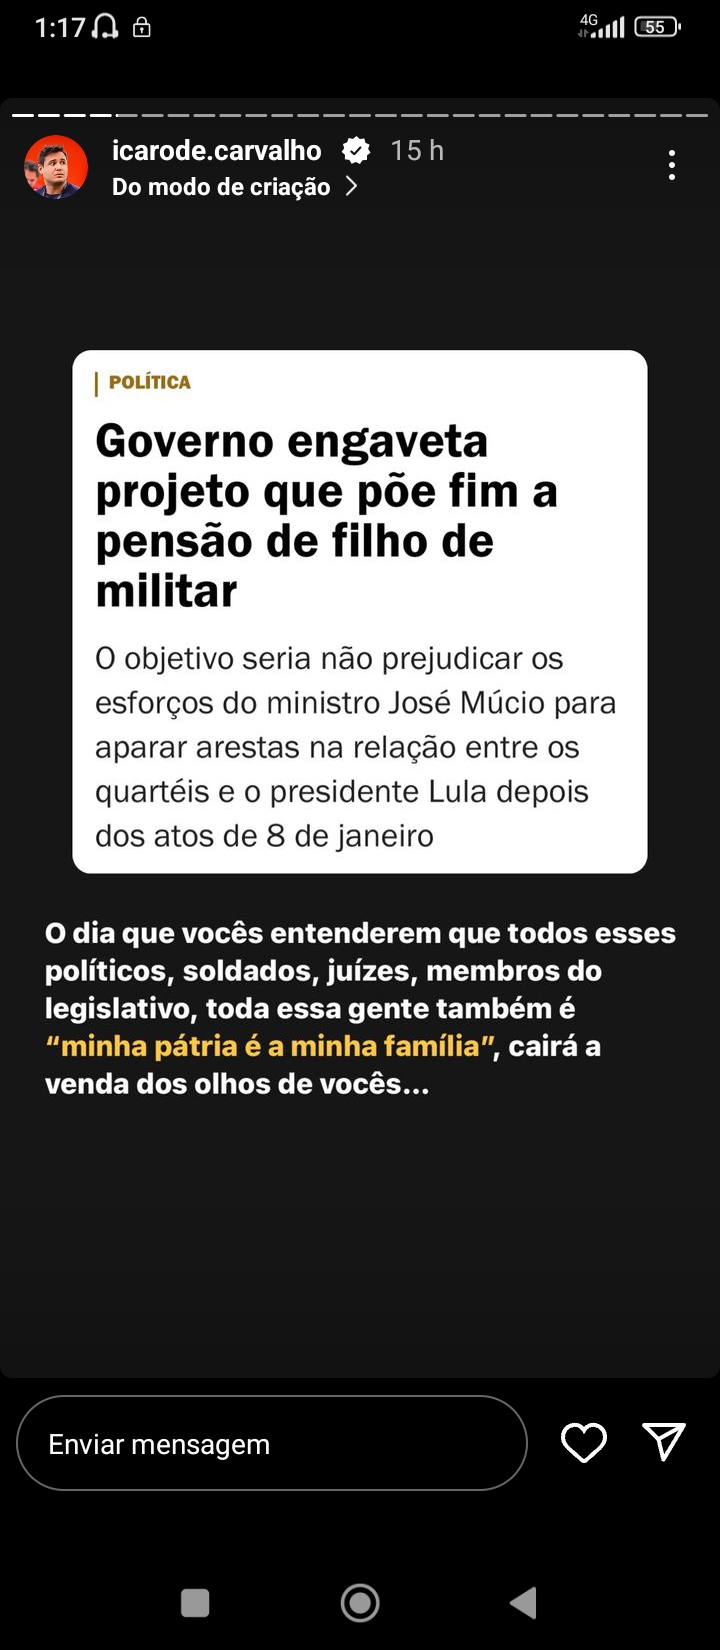 1:17
4G
55
icarode.carvalho
15 h
Do modo de criação
POLÍTICA
Governo engaveta
projeto que põe fim a
pensão de filho de
militar
O objetivo seria não prejudicar os
esforços do ministro José Múcio para
aparar arestas na relação entre os
quartéis e o presidente Lula depois
dos atos de 8 de janeiro
O dia que vocês entenderem que todos esses
políticos, soldados, juízes, membros do
legislativo, toda essa gente também é
“minha pátria é a minha família”, cairá a
venda dos olhos de vocês...
Enviar mensagem